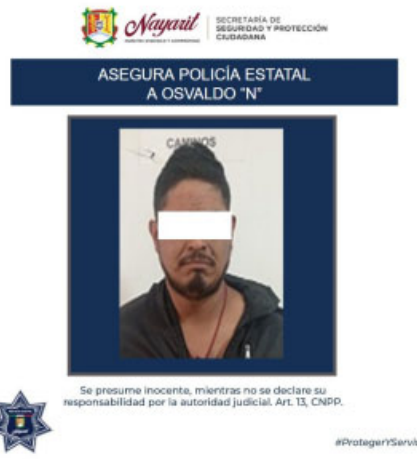 Nayarit
SECRETARÍA DE
SEGURIDAD Y PROTECCIÓN
CIUDADANA
ASEGURA POLICÍA ESTATAL
A OSVALDO "N"
CAMINOS
Se presume inocente, mientras no se declare su
responsabilidad por la autoridad judicial. Art. 13, CNPP.
#ProtegerYServi